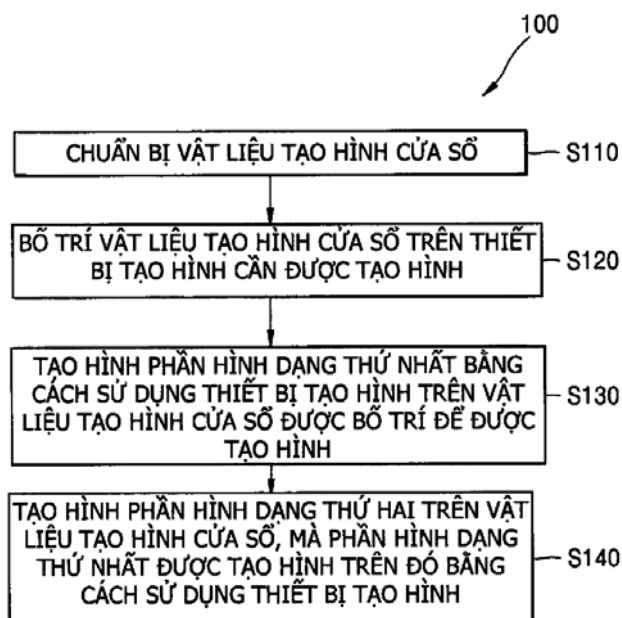 100
CHUẨN BỊ VẬT LIỆU TẠO HÌNH CỬA SỔ
S110
BỐ TRÍ VẬT LIỆU TẠO HÌNH CỬA SỔ TRÊN THIẾT
BỊ TẠO HÌNH CẦN ĐƯỢC TẠO HÌNH
S120
TẠO HÌNH PHẦN HÌNH DẠNG THỨ NHẤT BẰNG
CÁCH SỬ DỤNG THIẾT BỊ TẠO HÌNH TRÊN VẬT
LIỆU TẠO HÌNH CỬA SỔ ĐƯỢC BỐ TRÍ ĐỂ ĐƯỢC
TẠO HÌNH
S130
TẠO HÌNH PHẦN HÌNH DẠNG THỨ HAI TRÊN VẬT
LIỆU TẠO HÌNH CỬA SỔ, MÀ PHẦN HÌNH DẠNG
THỨ NHẤT ĐƯỢC TẠO HÌNH TRÊN ĐÓ BẰNG
CÁCH SỬ DỤNG THIẾT BỊ TẠO HÌNH
S140